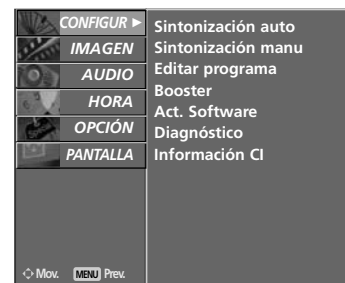 CONFIGUR ►
IMAGEN
AUDIO
HORA
OPCIÓN
PANTALLA
Sintonización auto
Sintonización manu
Editar programa
Booster
Act. Software
Diagnóstico
Información CI
Mov. MENU Prev.